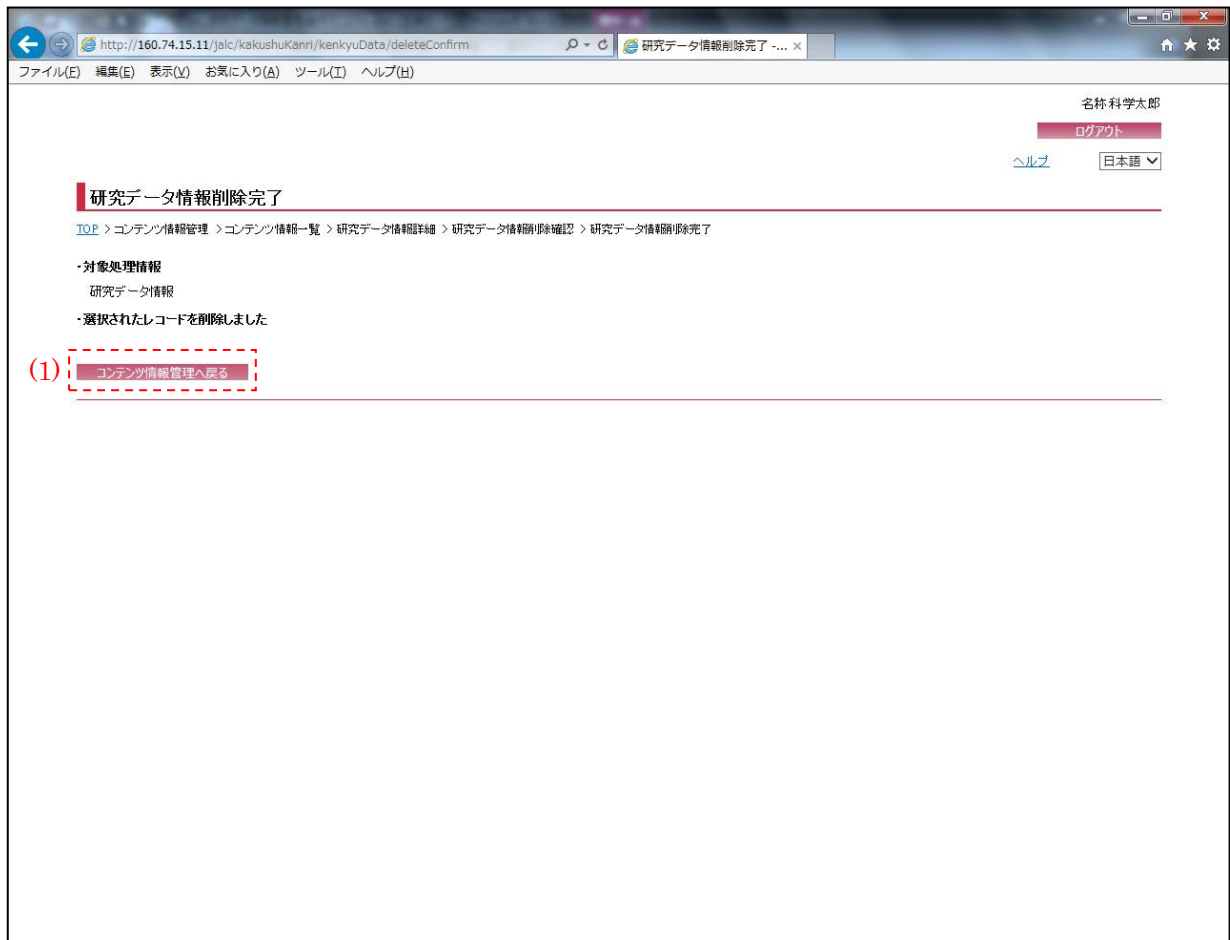 http://160.74.15.11/jalc/kakushuKanri/kenkyuData/deleteConfirm
研究データ情報削除完了 -...
ファイル(F) 編集(E) 表示(V) お気に入り(A) ツール(T) ヘルプ(H)
名称 科学太郎
ログアウト
ヘルプ 日本語
研究データ情報削除完了
TOP > コンテンツ情報管理 > コンテンツ情報一覧 > 研究データ情報詳細 > 研究データ情報削除確認 > 研究データ情報削除完了
・対象処理情報
研究データ情報
・選択されたレコードを削除しました
(1) コンテンツ情報管理へ戻る